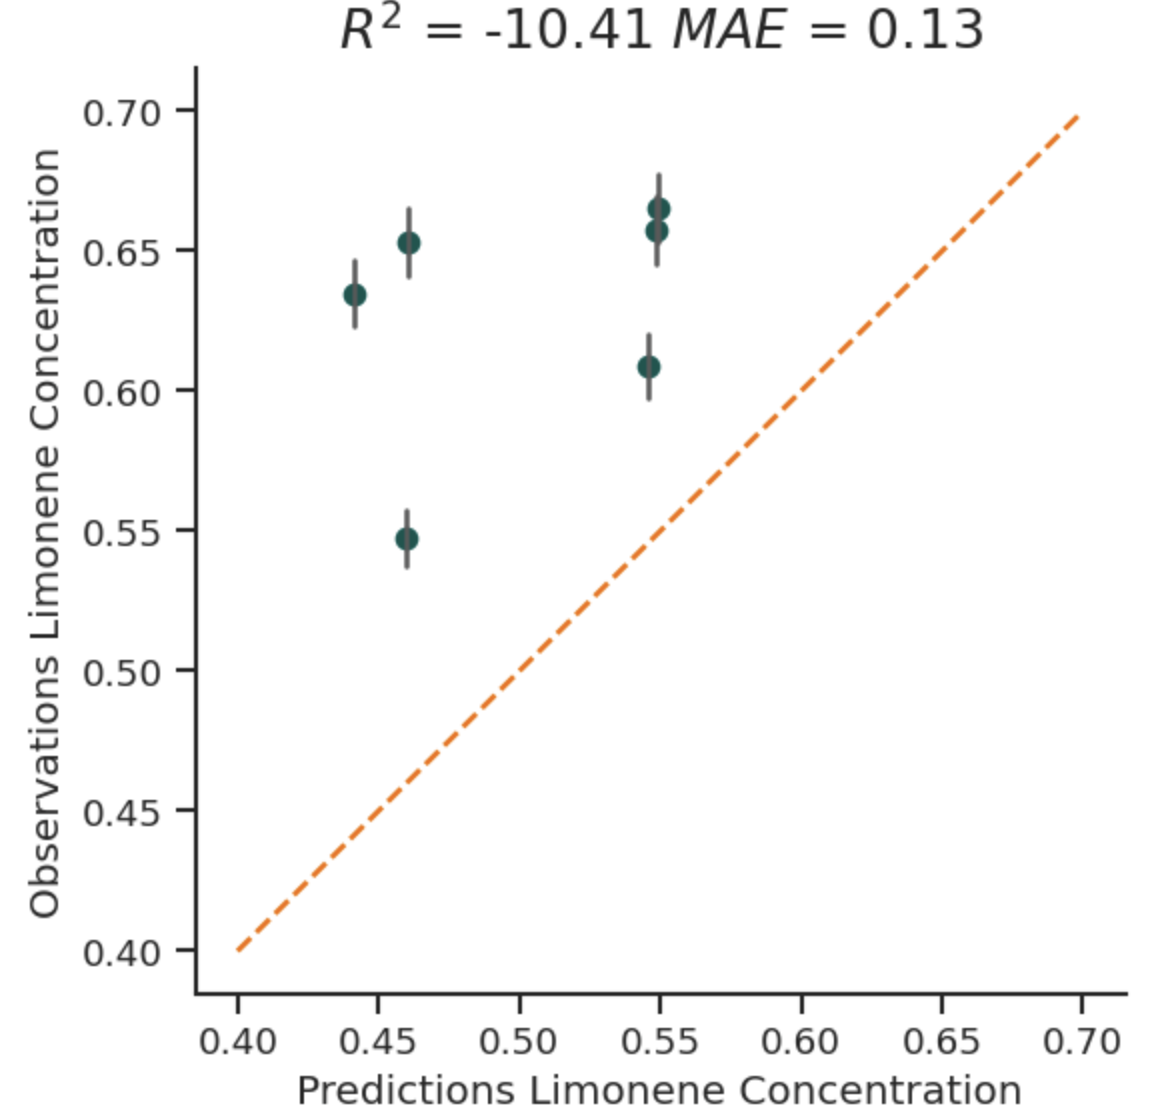 R² = -10.41 MAE = 0.13
Observations Limonene Concentration
0.70
0.65
0.60
0.55
0.50
0.45
0.40
0.40 0.45 0.50 0.55 0.60 0.65 0.70
Predictions Limonene Concentration